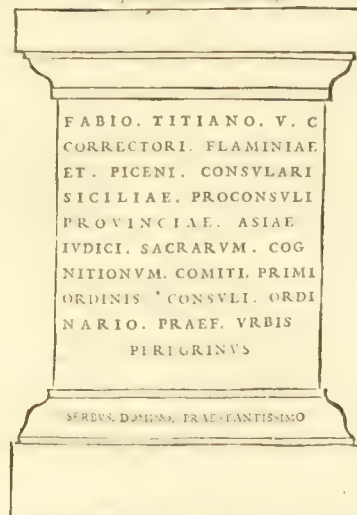 FABIO. TITIANO. V. C
CORRECTORI. FLAMINIAE
ET. PICENI. CONSVLARI
SICILIAE. PROCONSVLI
PROVINCIAE. ASIAE
IVDICI. SACRARVM. COG
NITIONVM. COMITI. PRIMI
ORDINIS * CONSVLI. ORDI
NARIO. PRAEF. VRBIS
PERIGRINVS
SERBVS. DOMINO. PRAESTANTISSIMO